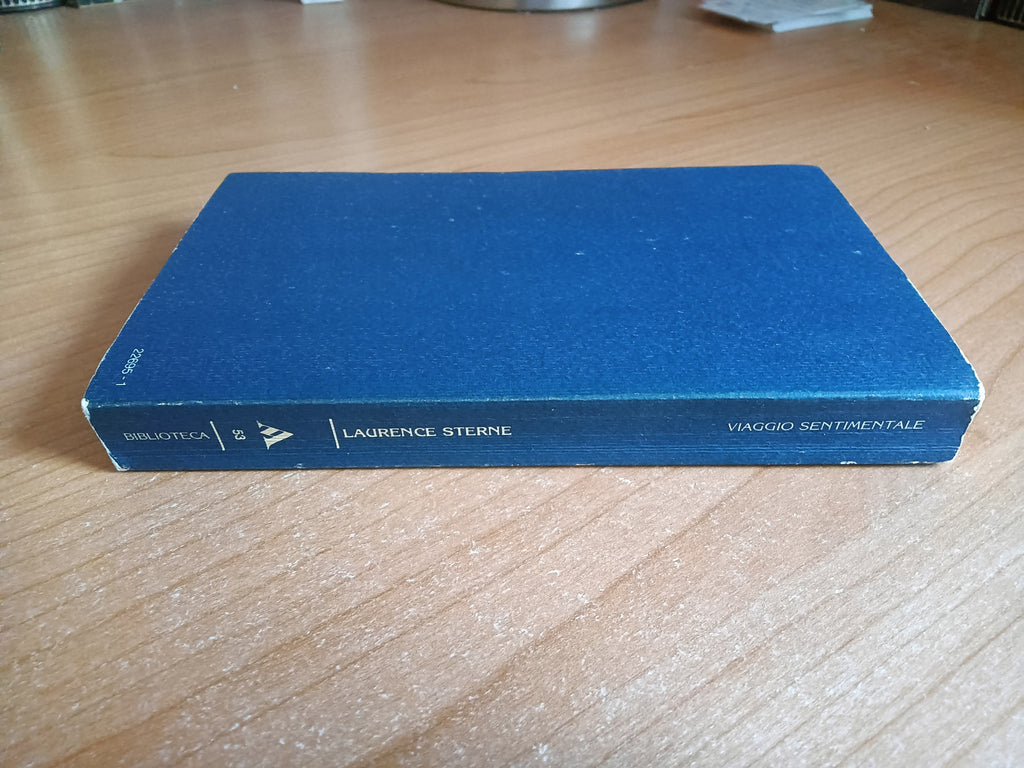 22695-1
BIBLIOTECA
53
LAURENCE STERNE
VIAGGIO SENTIMENTALE